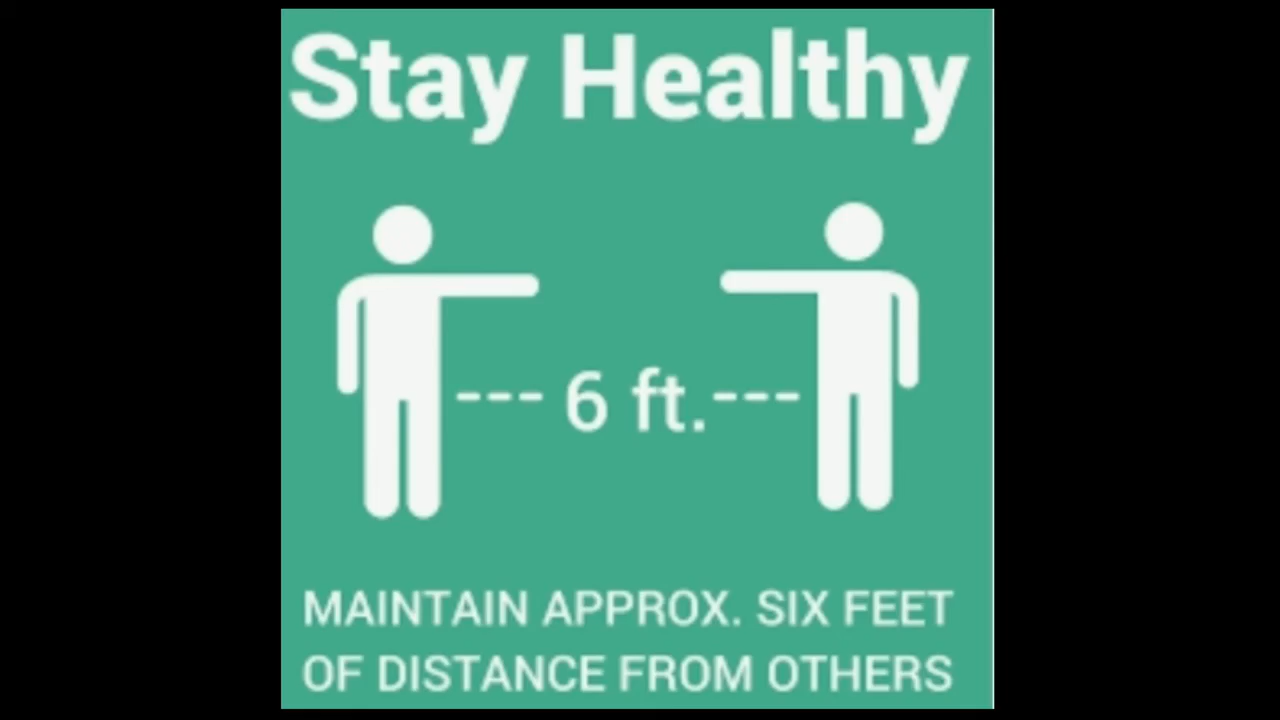 Stay Healthy
--- 6 ft.---
MAINTAIN APPROX. SIX FEET
OF DISTANCE FROM OTHERS